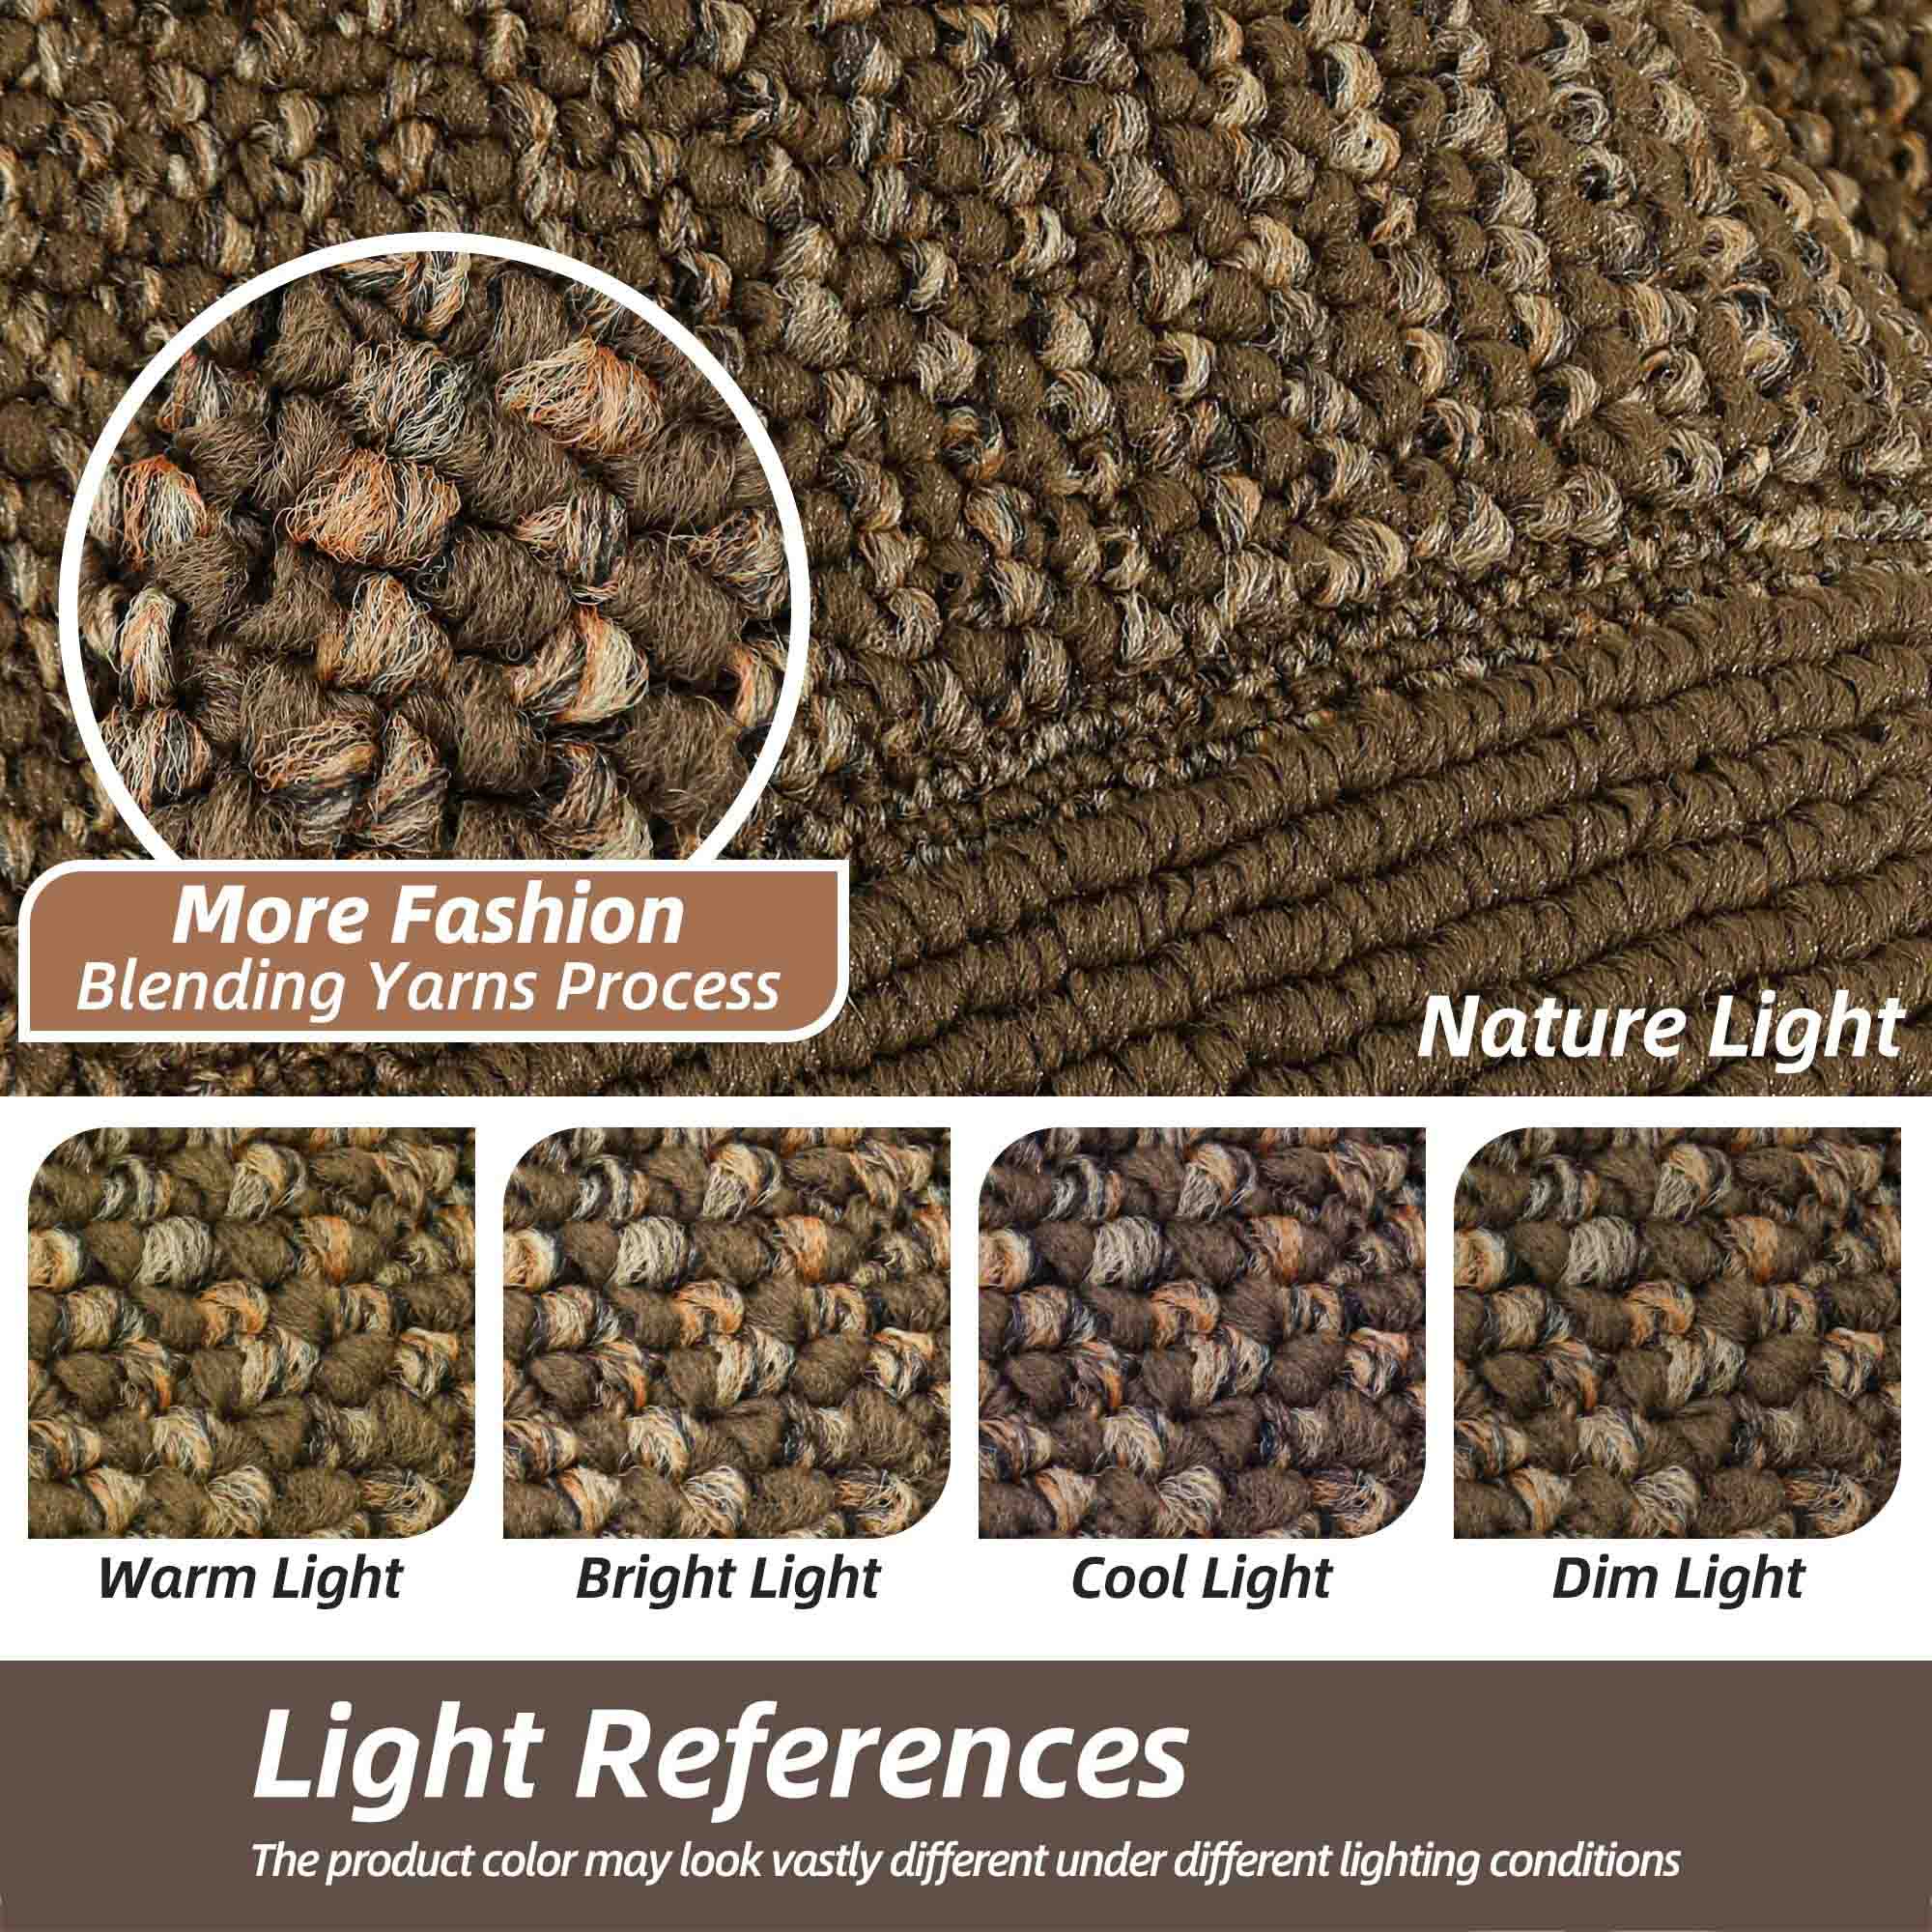 More Fashion
Blending Yarns Process
Nature Light
Warm Light
Bright Light
Cool Light
Dim Light
Light References
The product color may look vastly different under different lighting conditions